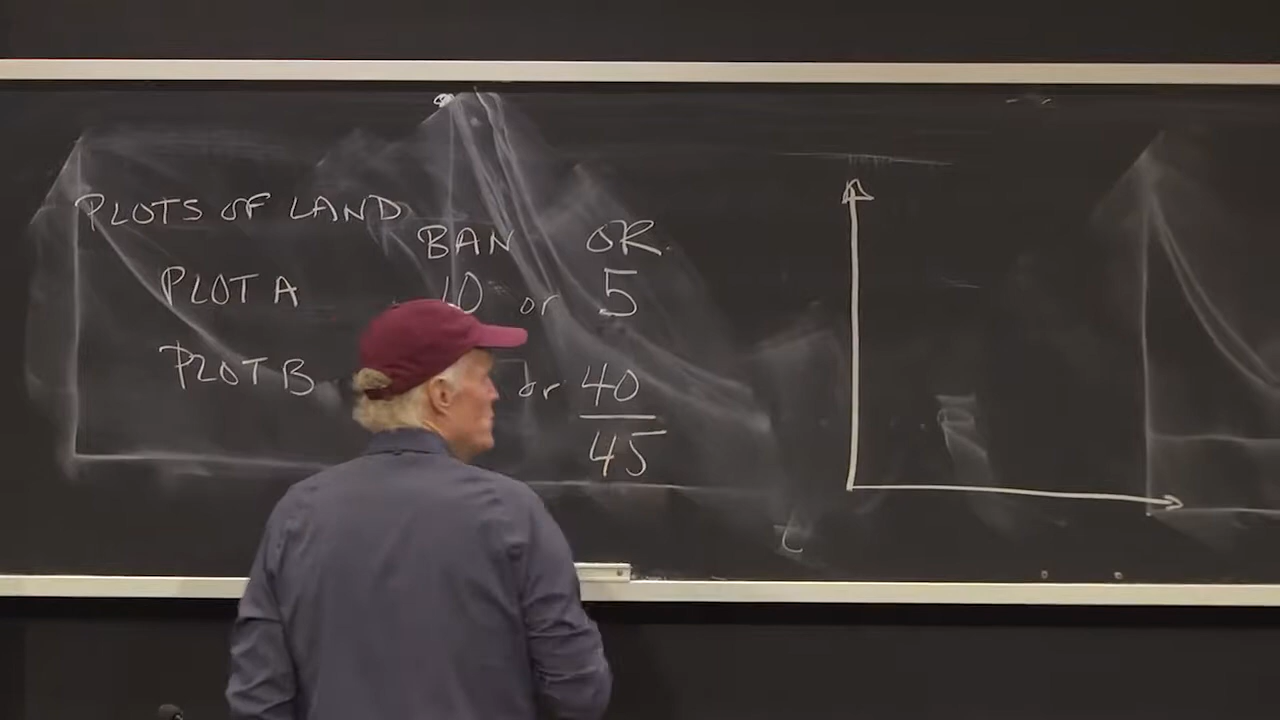 PLOTS OF LAND
BAN OR.
PLOT A 10 or 5
PLOT B or 40
45